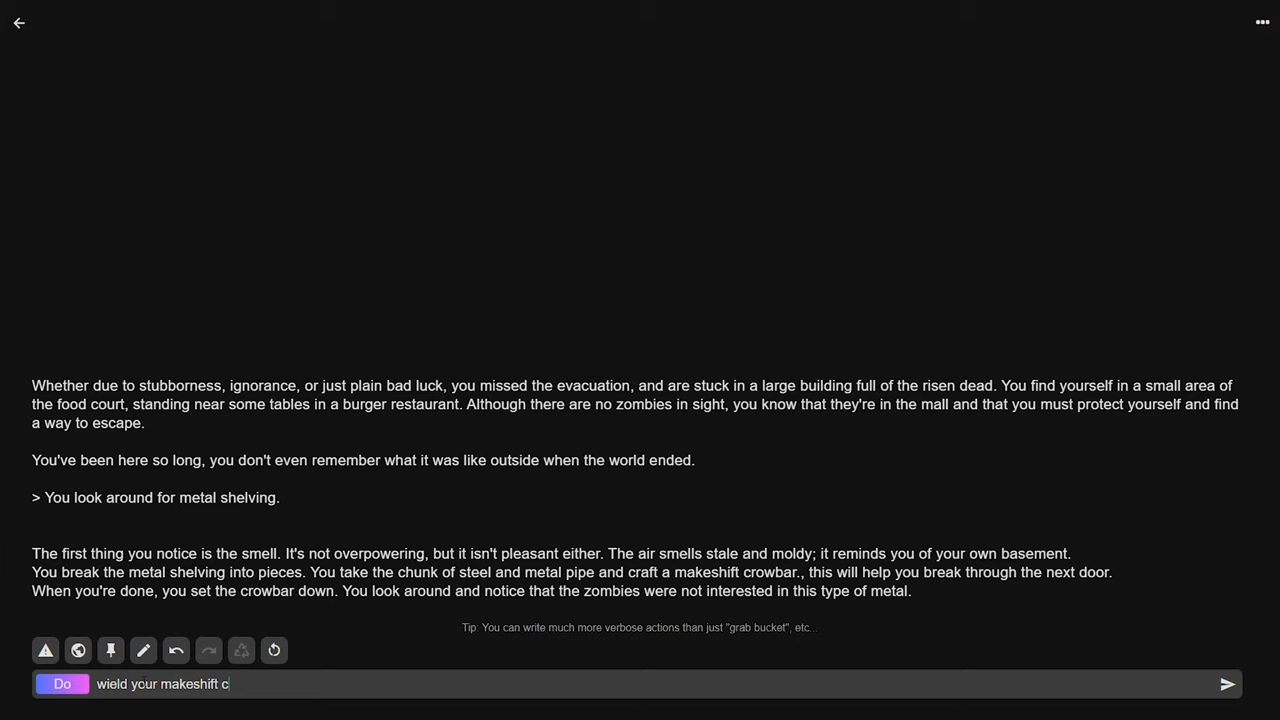 Whether due to stubborness, ignorance, or just plain bad luck, you missed the evacuation, and are stuck in a large building full of the risen dead. You find yourself in a small area of
the food court, standing near some tables in a burger restaurant. Although there are no zombies in sight, you know that they're in the mall and that you must protect yourself and find
a way to escape.
You've been here so long, you don't even remember what it was like outside when the world ended.
> You look around for metal shelving.
The first thing you notice is the smell. It's not overpowering, but it isn't pleasant either. The air smells stale and moldy; it reminds you of your own basement.
You break the metal shelving into pieces. You take the chunk of steel and metal pipe and craft a makeshift crowbar., this will help you break through the next door.
When you're done, you set the crowbar down. You look around and notice that the zombies were not interested in this type of metal.
Tip: You can write much more verbose actions than just "grab bucket", etc...
Do wield your makeshift c